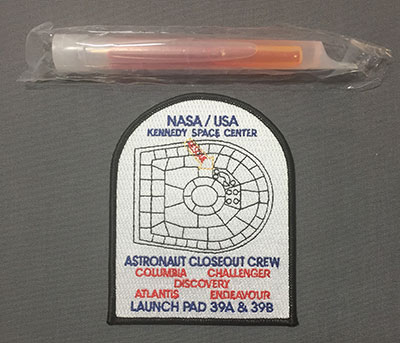 NASA / USA
KENNEDY SPACE CENTER
ASTRONAUT CLOSEOUT CREW
COLUMBIA CHALLENGER
DISCOVERY
ATLANTIS ENDEAVOUR
LAUNCH PAD 39A & 39B